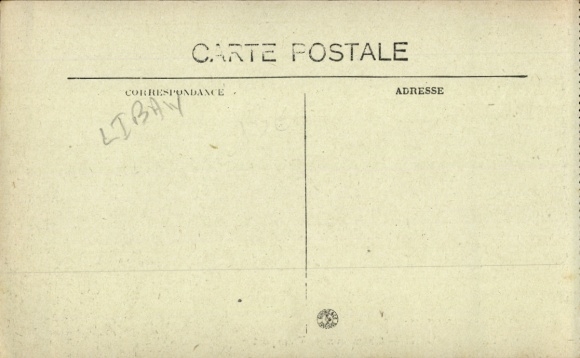 CARTE POSTALE
CORRESPONDANCE
ADRESSE
LIBAN